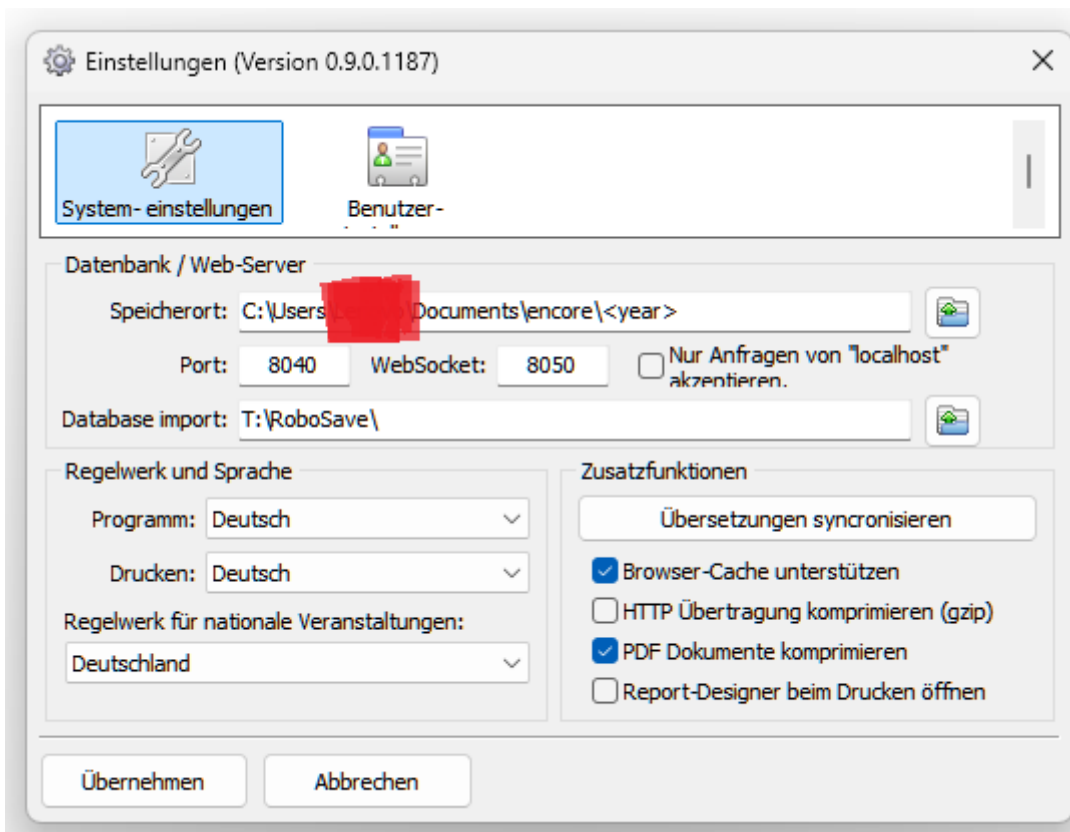 Einstellungen (Version 0.9.0.1187)
System- einstellungen
Benutzer-
Datenbank / Web-Server
Speicherort: C:\Users\ \Documents\encore\<year>
Port: 8040 WebSocket: 8050 Nur Anfragen von "localhost"
akzeptieren.
Database import: T:\RoboSave\
Regelwerk und Sprache
Programm: Deutsch
Drucken: Deutsch
Regelwerk für nationale Veranstaltungen:
Deutschland
Zusatzfunktionen
Übersetzungen syncronisieren
Browser-Cache unterstützen
HTTP Übertragung komprimieren (gzip)
PDF Dokumente komprimieren
Report-Designer beim Drucken öffnen
Übernehmen Abbrechen